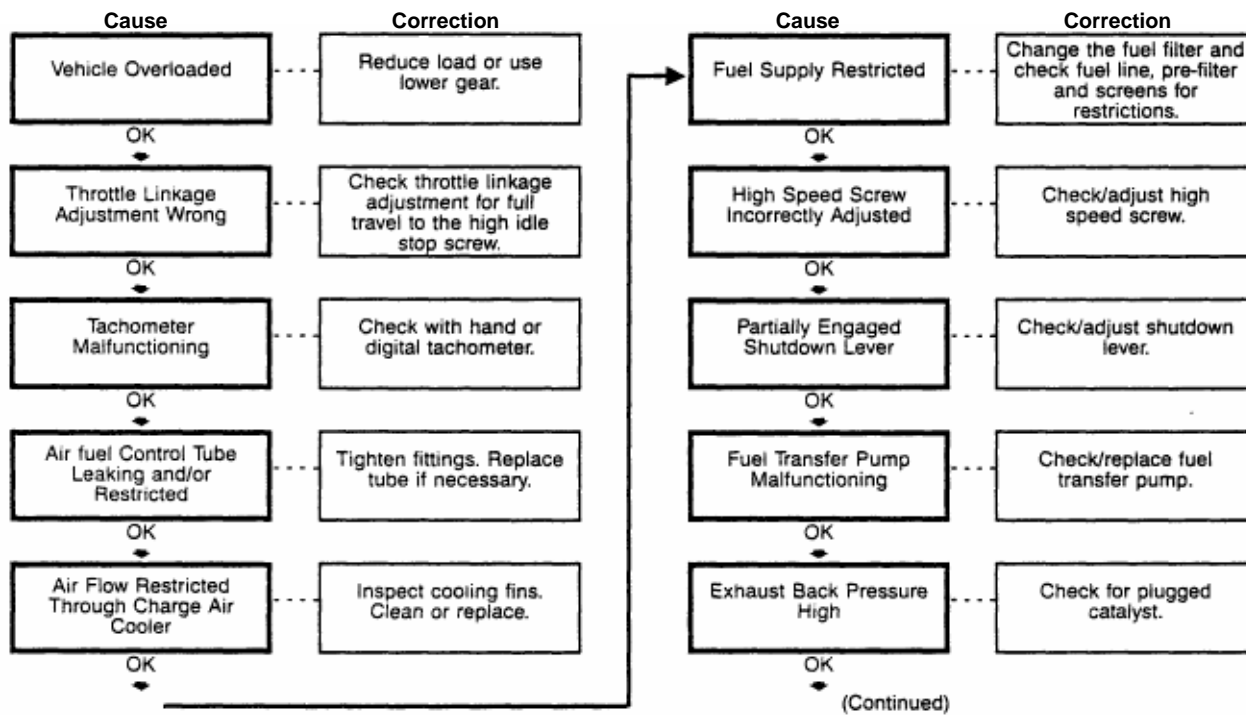 Cause
Correction
Vehicle Overloaded
Reduce load or use
lower gear.
OK
Throttle Linkage
Adjustment Wrong
Check throttle linkage
adjustment for full
travel to the high idle
stop screw.
OK
Tachometer
Malfunctioning
Check with hand or
digital tachometer.
OK
Air fuel Control Tube
Leaking and/or
Restricted
Tighten fittings. Replace
tube if necessary.
OK
Air Flow Restricted
Through Charge Air
Cooler
Inspect cooling fins.
Clean or replace.
OK
Cause
Correction
Fuel Supply Restricted
Change the fuel filter and
check fuel line, pre-filter
and screens for
restrictions.
OK
High Speed Screw
Incorrectly Adjusted
Check/adjust high
speed screw.
OK
Partially Engaged
Shutdown Lever
Check/adjust shutdown
lever.
OK
Fuel Transfer Pump
Malfunctioning
Check/replace fuel
transfer pump.
OK
Exhaust Back Pressure
High
Check for plugged
catalyst.
OK
(Continued)